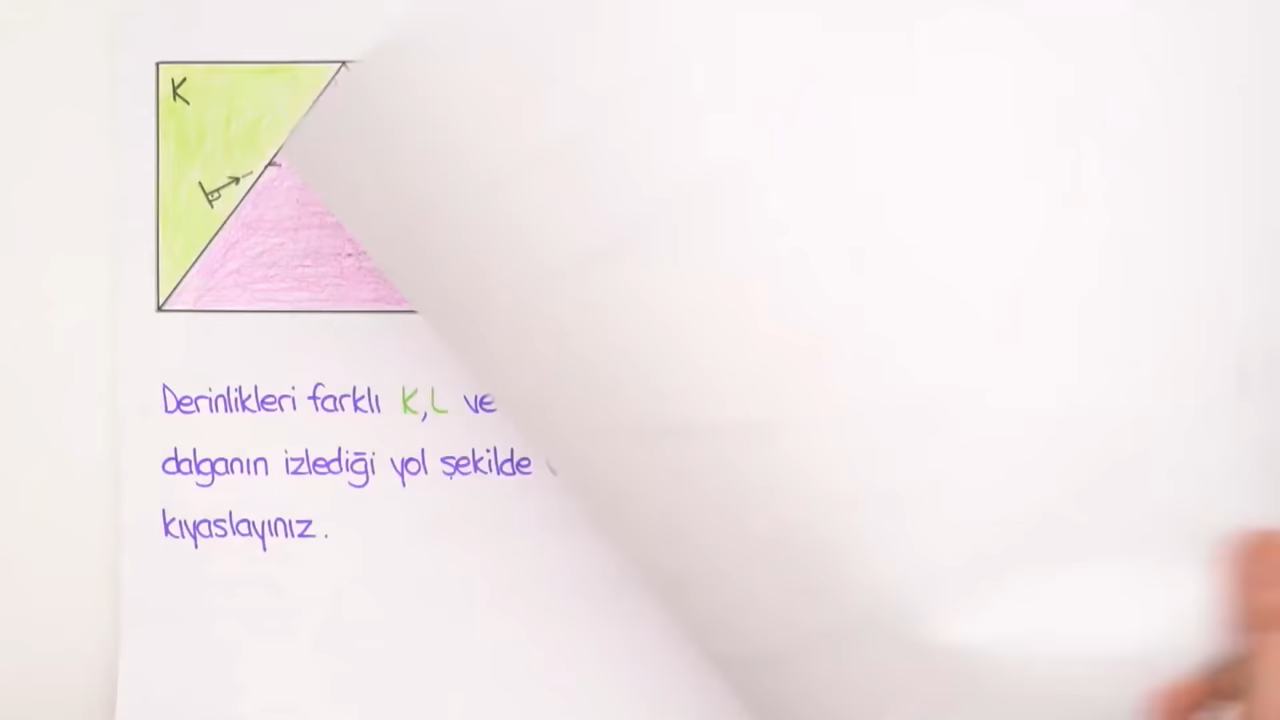 K
Derinlikleri farklı K, L ve
dalganın izlediği yol şekilde
kıyaslayınız.